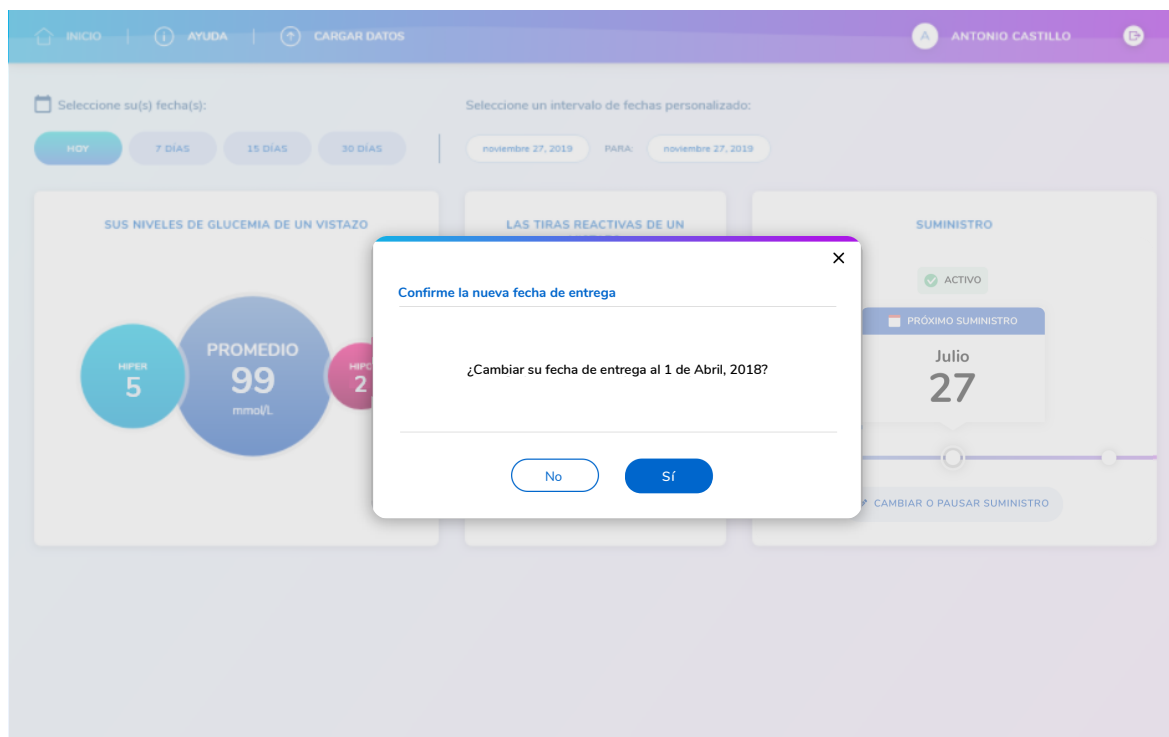 INICIO
AYUDA
CARGAR DATOS
A
ANTONIO CASTILLO
Seleccione su(s) fecha(s):
Seleccione un intervalo de fechas personalizado:
HOY
7 DÍAS
15 DÍAS
30 DÍAS
noviembre 27, 2019
PARA:
noviembre 27, 2019
SUS NIVELES DE GLUCEMIA DE UN VISTAZO
LAS TIRAS REACTIVAS DE UN
SUMINISTRO
HIPER
5
PROMEDIO
99
mmol/L
2
ACTIVO
PRÓXIMO SUMINISTRO
Julio
27
CAMBIAR O PAUSAR SUMINISTRO
Confirme la nueva fecha de entrega
¿Cambiar su fecha de entrega al 1 de Abril, 2018?
No
Sí